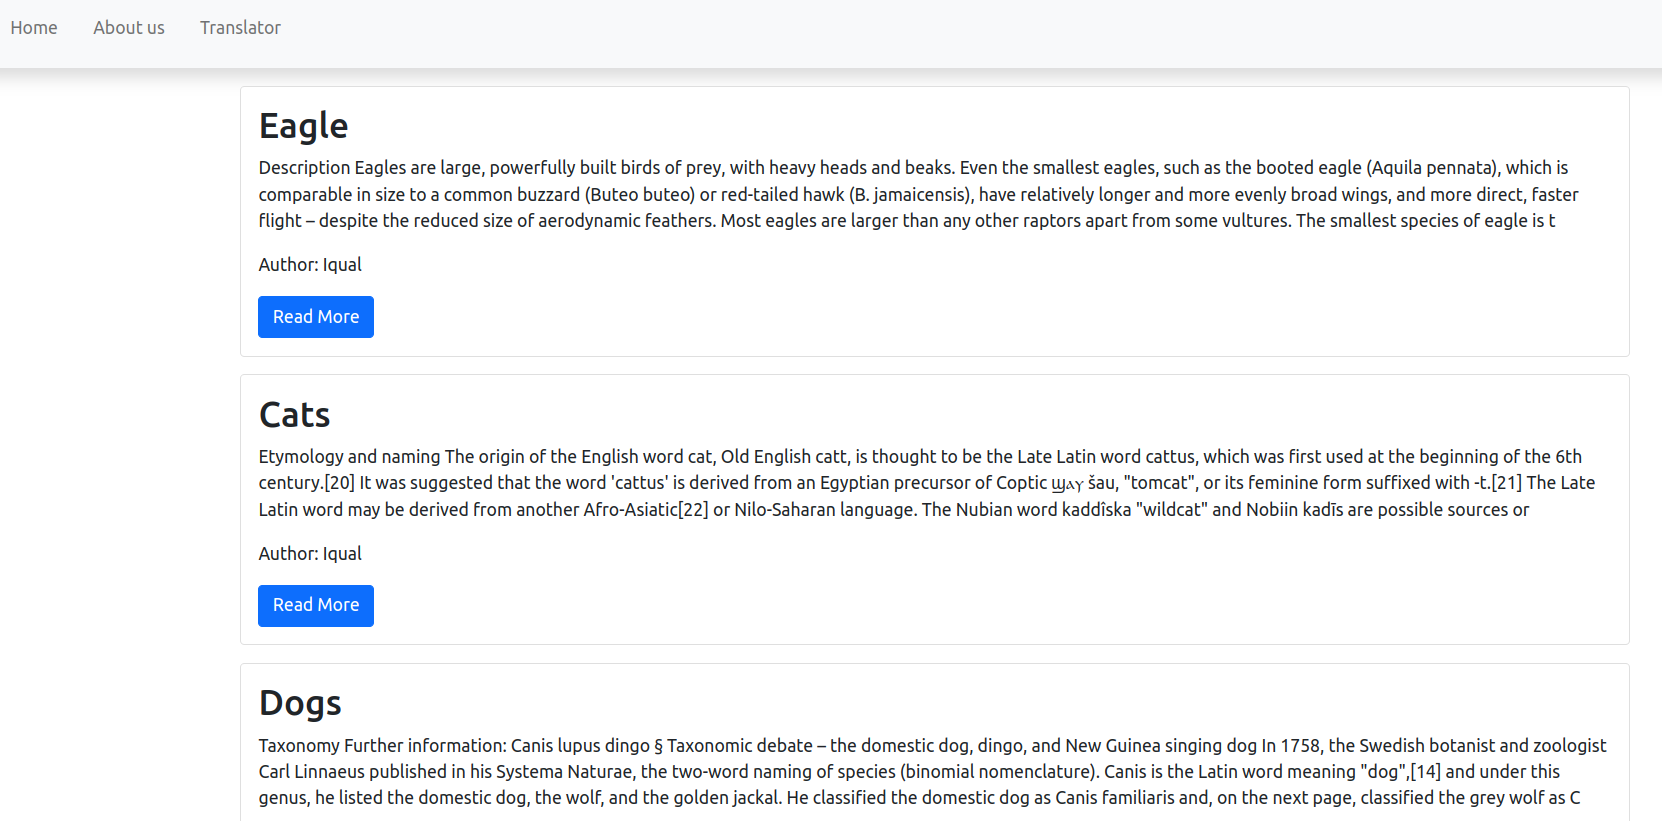 Home About us Translator
Eagle
Description Eagles are large, powerfully built birds of prey, with heavy heads and beaks. Even the smallest eagles, such as the booted eagle (Aquila pennata), which is
comparable in size to a common buzzard (Buteo buteo) or red-tailed hawk (B. jamaicensis), have relatively longer and more evenly broad wings, and more direct, faster
flight – despite the reduced size of aerodynamic feathers. Most eagles are larger than any other raptors apart from some vultures. The smallest species of eagle is t
Author: Iqual
Read More
Cats
Etymology and naming The origin of the English word cat, Old English catt, is thought to be the Late Latin word cattus, which was first used at the beginning of the 6th
century.[20] It was suggested that the word 'cattus' is derived from an Egyptian precursor of Coptic ϣⲁⲩ šau, "tomcat", or its feminine form suffixed with -t.[21] The Late
Latin word may be derived from another Afro-Asiatic[22] or Nilo-Saharan language. The Nubian word kaddîska "wildcat" and Nobiin kadīs are possible sources or
Author: Iqual
Read More
Dogs
Taxonomy Further information: Canis lupus dingo § Taxonomic debate – the domestic dog, dingo, and New Guinea singing dog In 1758, the Swedish botanist and zoologist
Carl Linnaeus published in his Systema Naturae, the two-word naming of species (binomial nomenclature). Canis is the Latin word meaning "dog",[14] and under this
genus, he listed the domestic dog, the wolf, and the golden jackal. He classified the domestic dog as Canis familiaris and, on the next page, classified the grey wolf as C